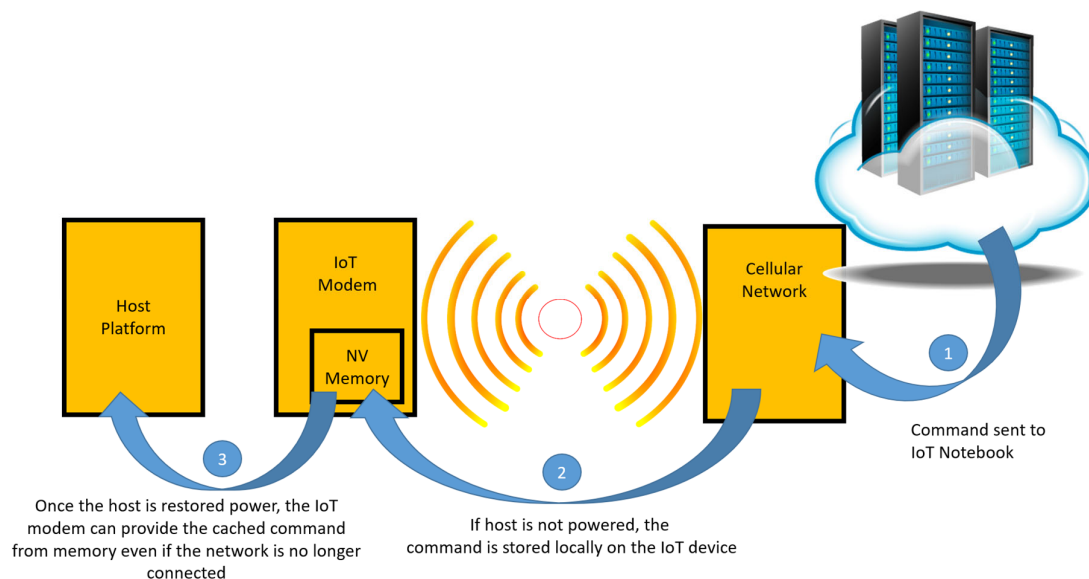 Host
Platform
IoT
Modem
NV
Memory
Cellular
Network
1
Command sent to
IoT Notebook
2
If host is not powered, the
command is stored locally on the IoT device
3
Once the host is restored power, the IoT
modem can provide the cached command
from memory even if the network is no longer
connected